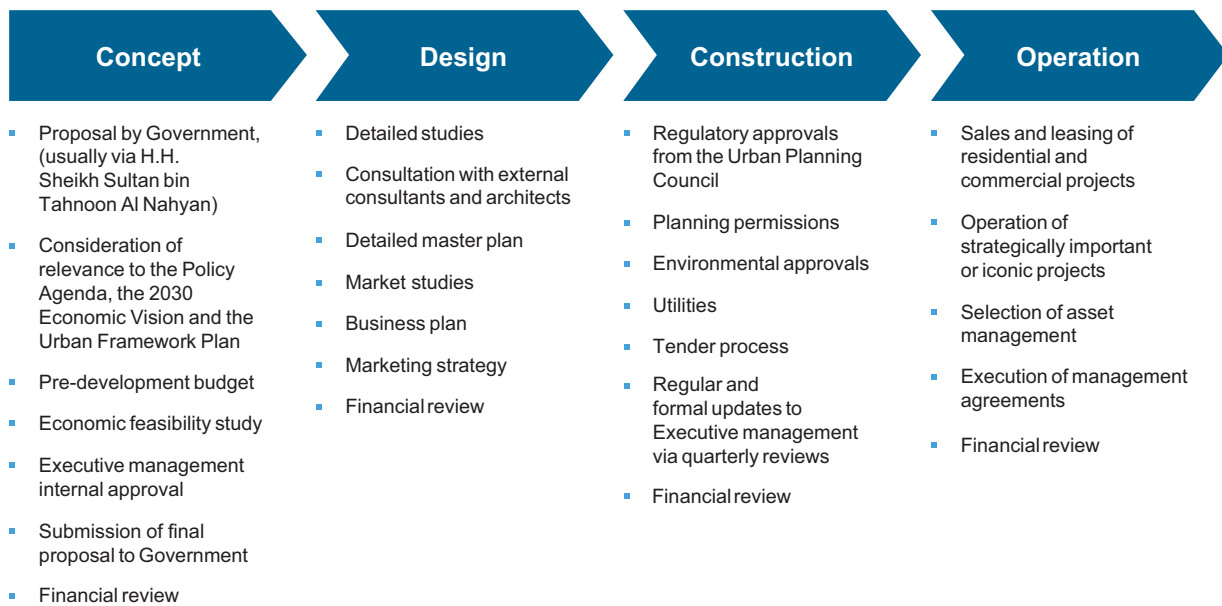 Concept
Proposal by Government,
(usually via H.H.
Sheikh Sultan bin
Tahnoon Al Nahyan)
Consideration of
relevance to the Policy
Agenda, the 2030
Economic Vision and the
Urban Framework Plan
Pre-development budget
Economic feasibility study
Executive management
internal approval
Submission of final
proposal to Government
Financial review
Design
Detailed studies
Consultation with external
consultants and architects
Detailed master plan
Market studies
Business plan
Marketing strategy
Financial review
Construction
Regulatory approvals
from the Urban Planning
Council
Planning permissions
Environmental approvals
Utilities
Tender process
Regular and
formal updates to
Executive management
via quarterly reviews
Financial review
Operation
Sales and leasing of
residential and
commercial projects
Operation of
strategically important
or iconic projects
Selection of asset
management
Execution of management
agreements
Financial review